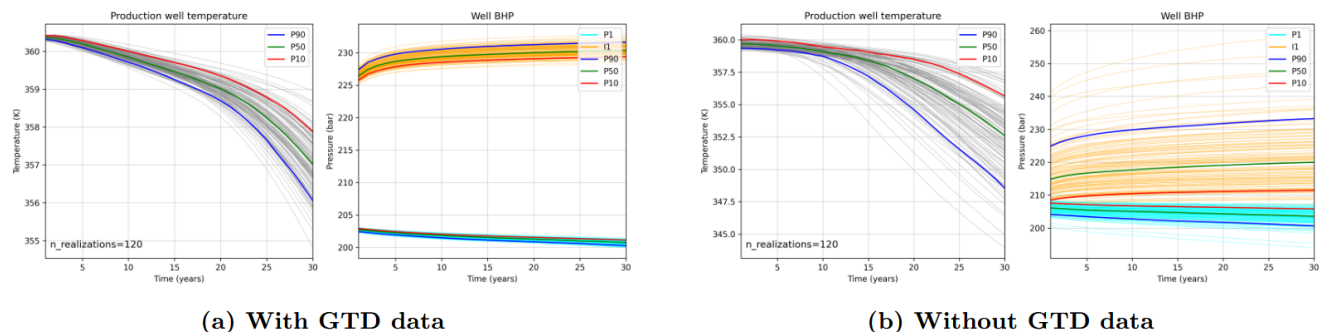 Production well temperature
Temperature (K)
360
359
358
357
356
355
P90
P50
P10
n_realizations=120
5 10 15 20 25 30
Time (years)
Well BHP
Pressure (bar)
230
225
220
215
210
205
200
P1
I1
P90
P50
P10
5 10 15 20 25 30
Time (years)
(a) With GTD data
Production well temperature
Temperature (K)
360.0
357.5
355.0
352.5
350.0
347.5
345.0
P90
P50
P10
n_realizations=120
5 10 15 20 25 30
Time (years)
Well BHP
Pressure (bar)
260
250
240
230
220
210
200
P1
I1
P90
P50
P10
5 10 15 20 25 30
Time (years)
(b) Without GTD data